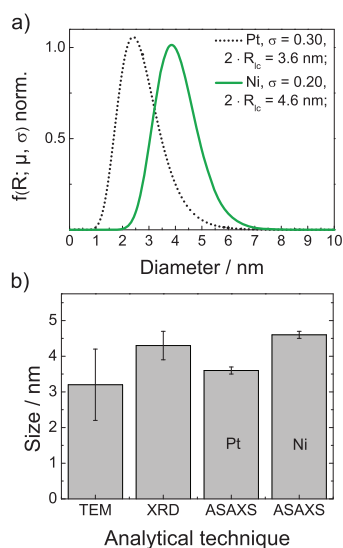 a)
1.0
0.5
f(R; μ, σ) norm.
Pt, σ = 0.30,
2 · R_lc = 3.6 nm;
Ni, σ = 0.20,
2 · R_lc = 4.6 nm;
0 1 2 3 4 5 6 7 8 9 10
Diameter / nm
b)
6
5
4
3
2
1
0
Size / nm
Pt
Ni
TEM XRD ASAXS ASAXS
Analytical technique